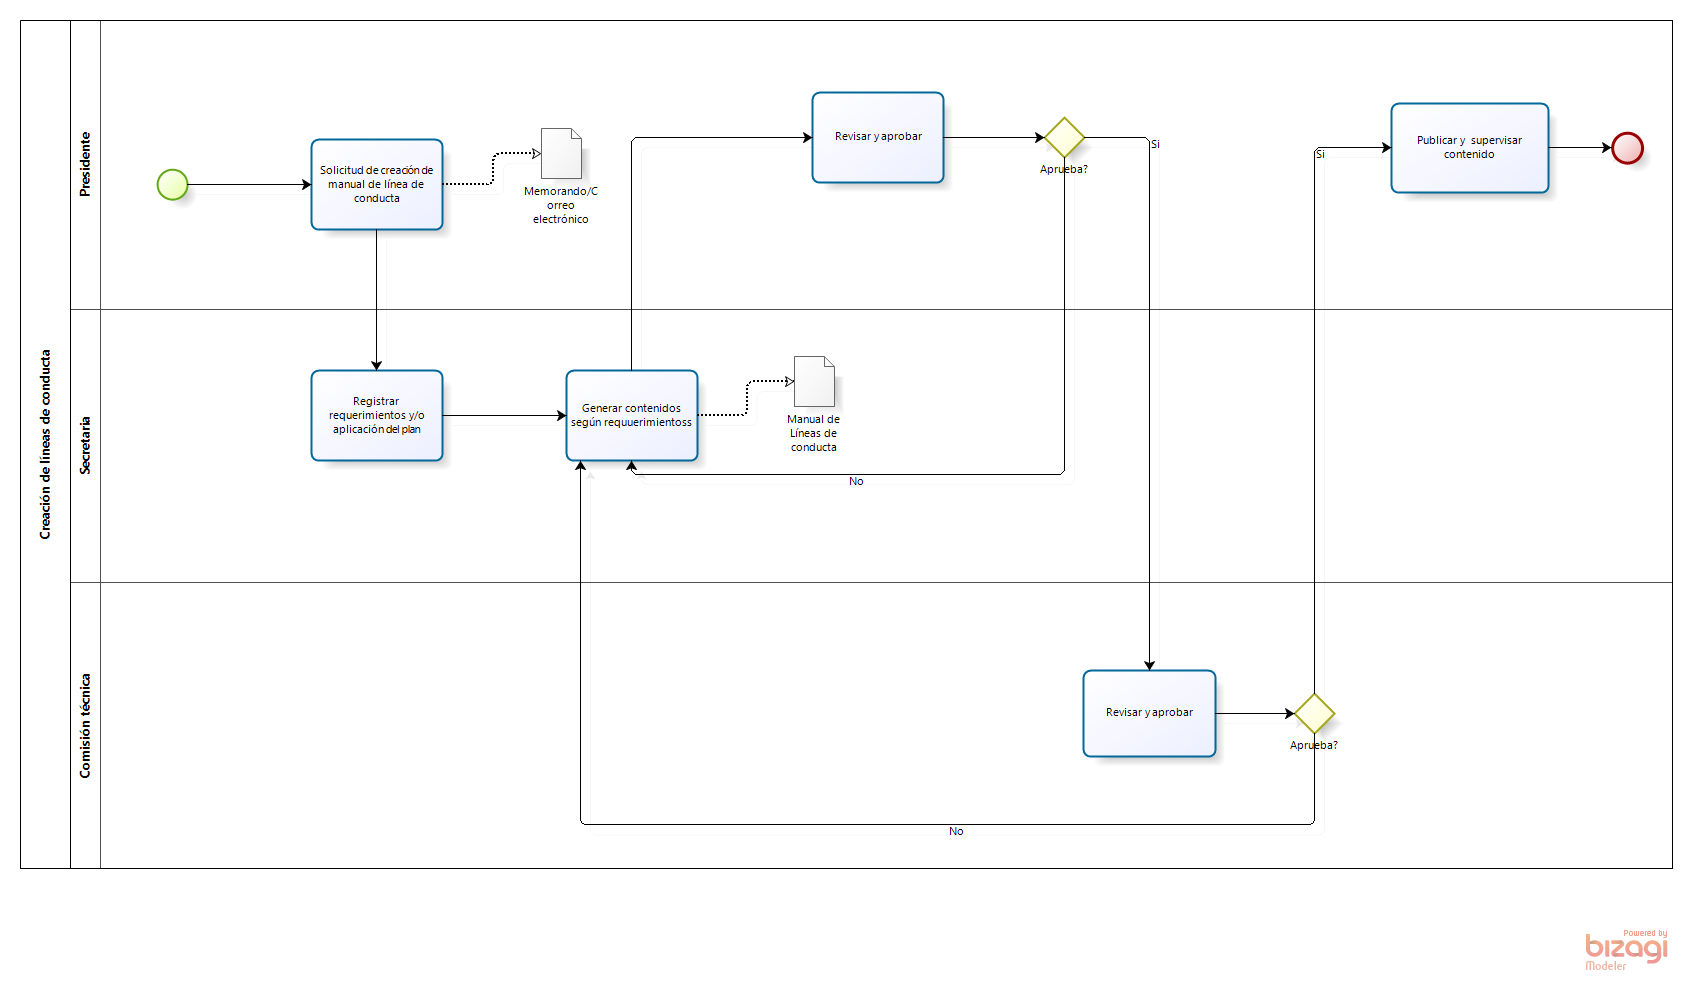 Creación de líneas de conducta
Presidente
Solicitud de creación de
manual de línea de
conducta
Memorando/C
orreo
electrónico
Revisar y aprobar
Aprueba?
Si
Si
Publicar y supervisar
contenido
Secretaria
Registrar
requerimientos y/o
aplicación del plan
Generar contenidos
según requuerimientoss
Manual de
Líneas de
conducta
No
Comisión técnica
Revisar y aprobar
Aprueba?
No
Powered by
bizagi
Modeler